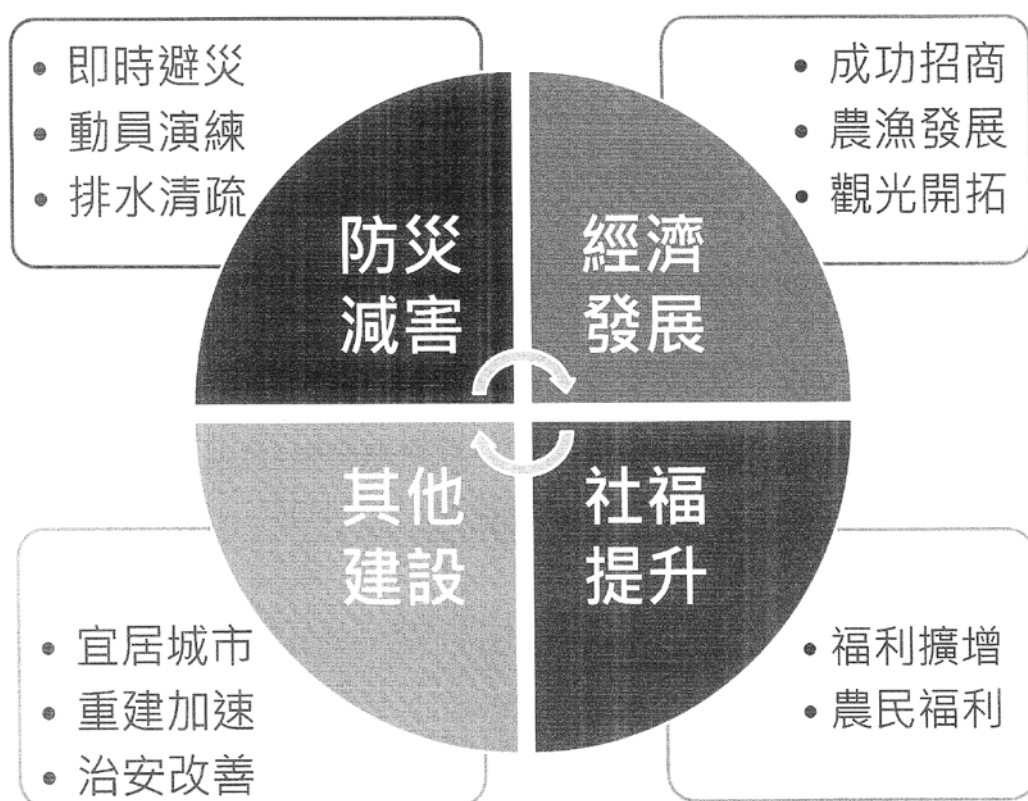 即時避災
動員演練
排水清疏
成功招商
農漁發展
觀光開拓
防災
減害
經濟
發展
其他
建設
社福
提升
宜居城市
重建加速
治安改善
福利擴增
農民福利